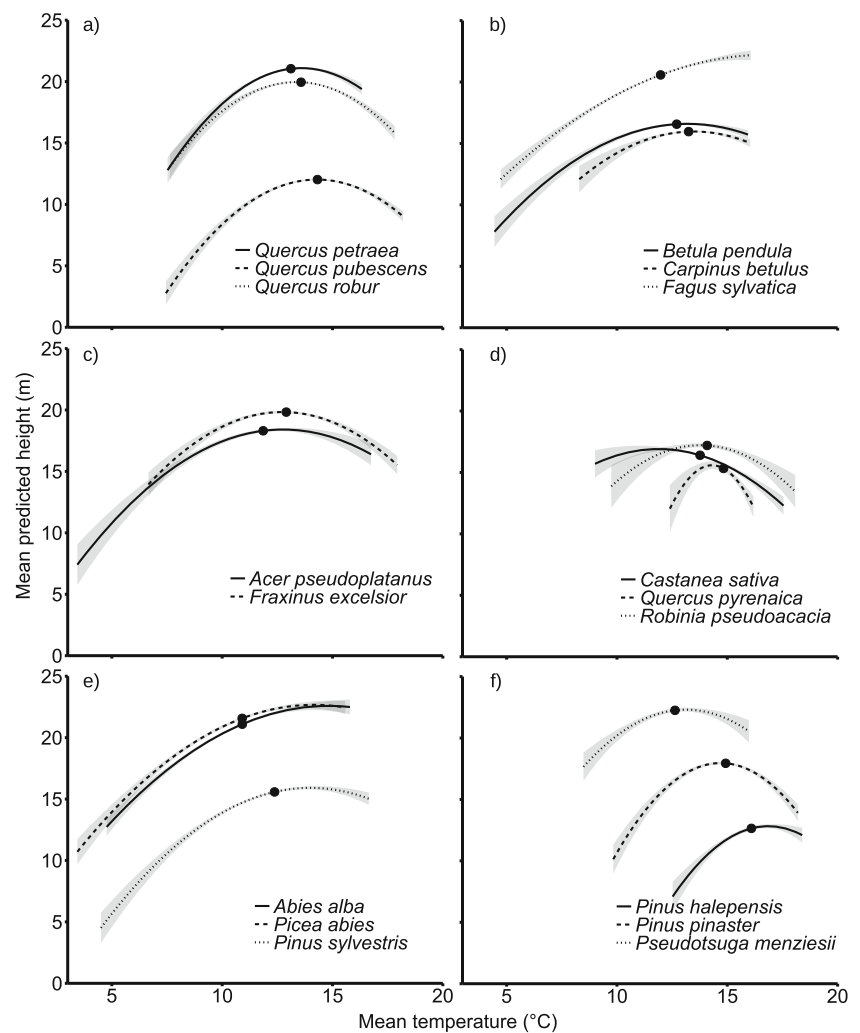 25
a)
b)
20
15
10
5
0
Quercus petraea
Quercus pubescens
Quercus robur
Betula pendula
Carpinus betulus
Fagus sylvatica
25
c)
d)
20
15
10
5
0
Mean predicted height (m)
Acer pseudoplatanus
Fraxinus excelsior
Castanea sativa
Quercus pyrenaica
Robinia pseudoacacia
25
e)
f)
20
15
10
5
0
Abies alba
Picea abies
Pinus sylvestris
Pinus halepensis
Pinus pinaster
Pseudotsuga menziesii
5 10 15 20 5 10 15 20
Mean temperature (°C)